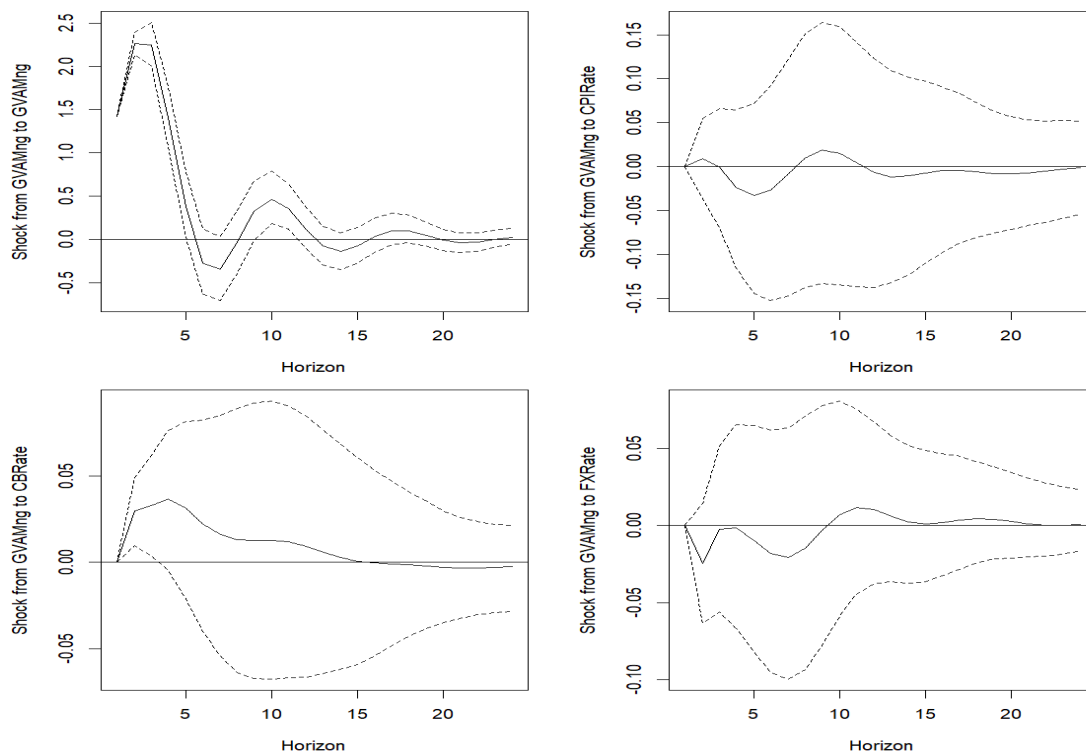 Shock from GVAMng to GVAMng
2.5
2.0
1.5
1.0
0.5
0.0
-0.5
5 10 15 20
Horizon
Shock from GVAMng to CPIRate
0.15
0.10
0.05
0.00
-0.05
-0.10
-0.15
5 10 15 20
Horizon
Shock from GVAMng to CBRate
0.05
0.00
-0.05
5 10 15 20
Horizon
Shock from GVAMng to FXRate
0.05
0.00
-0.05
-0.10
5 10 15 20
Horizon